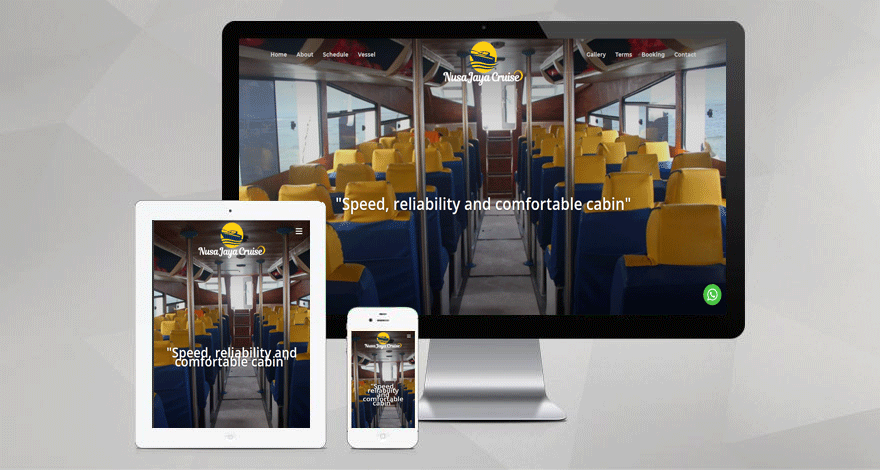 Home About Schedule Vessel
Nusa Jaya Cruise
Gallery Terms Booking Contact
"Speed, reliability and comfortable cabin"
Nusa Jaya Cruise
"Speed, reliability and
comfortable cabin"
Nusa Jaya Cruise
"Speed,
reliability
and
comfortable
cabin"